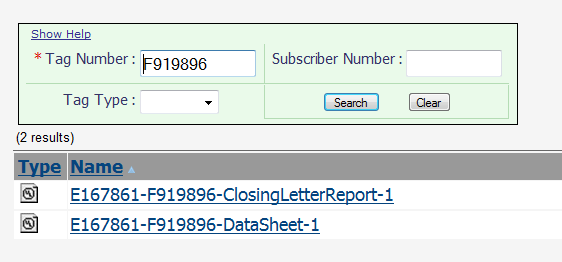 Show Help
* Tag Number : F919896 Subscriber Number :
Tag Type :
Search Clear
(2 results)
Type Name
E167861-F919896-ClosingLetterReport-1
E167861-F919896-DataSheet-1